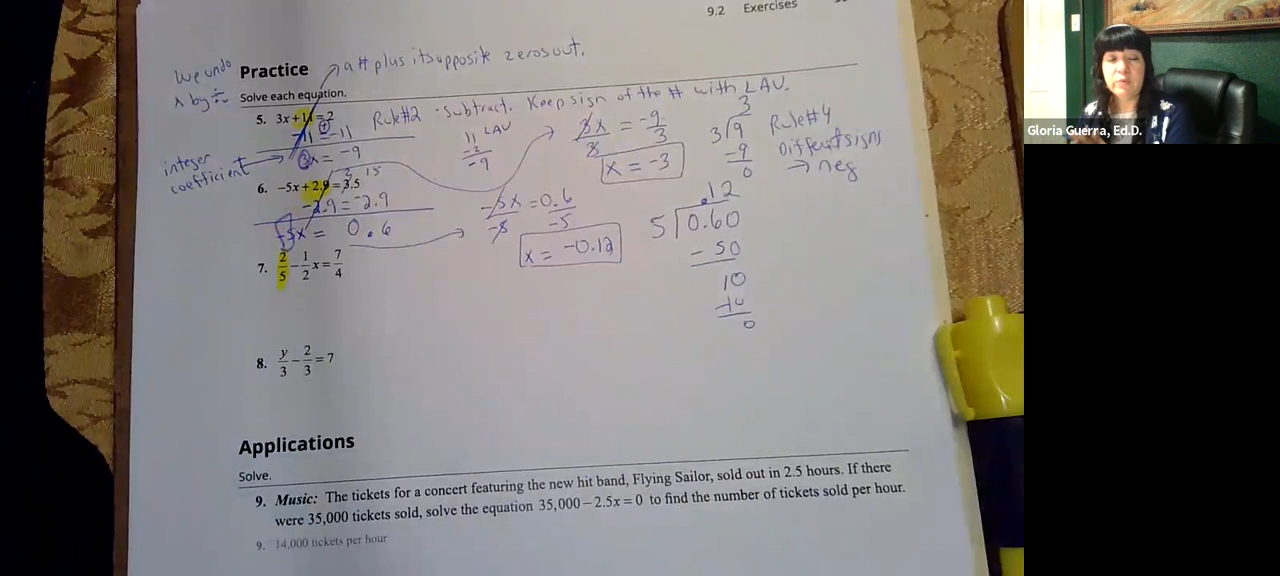 9.2 Exercises
We undo
x by ÷
a # plus its opposite zeros out.
Practice
Solve each equation.
5. 3x+11=2
-11 -11
3x = -9
Rule#2 - Subtract. Keep sign of the # with LAV.
11 LAV
-2
-9
3x = -9
3 3
x = -3
3
3)9
-9
0
Rule#4
Different signs
→ neg
integer
coefficient
6. −5x+2.9=3.5
-2.9 = -2.9
-5x = 0.6
-5x = 0.6
-5 -5
x = -0.12
.12
5)0.60
- 50
10
-10
0
7. 2/5 − 1/2 x = 7/4
8. y/3 − 2/3 = 7
Applications
Solve.
9. Music: The tickets for a concert featuring the new hit band, Flying Sailor, sold out in 2.5 hours. If there
were 35,000 tickets sold, solve the equation 35,000−2.5x=0 to find the number of tickets sold per hour.
9. 14,000 tickets per hour
Gloria Guerra, Ed.D.